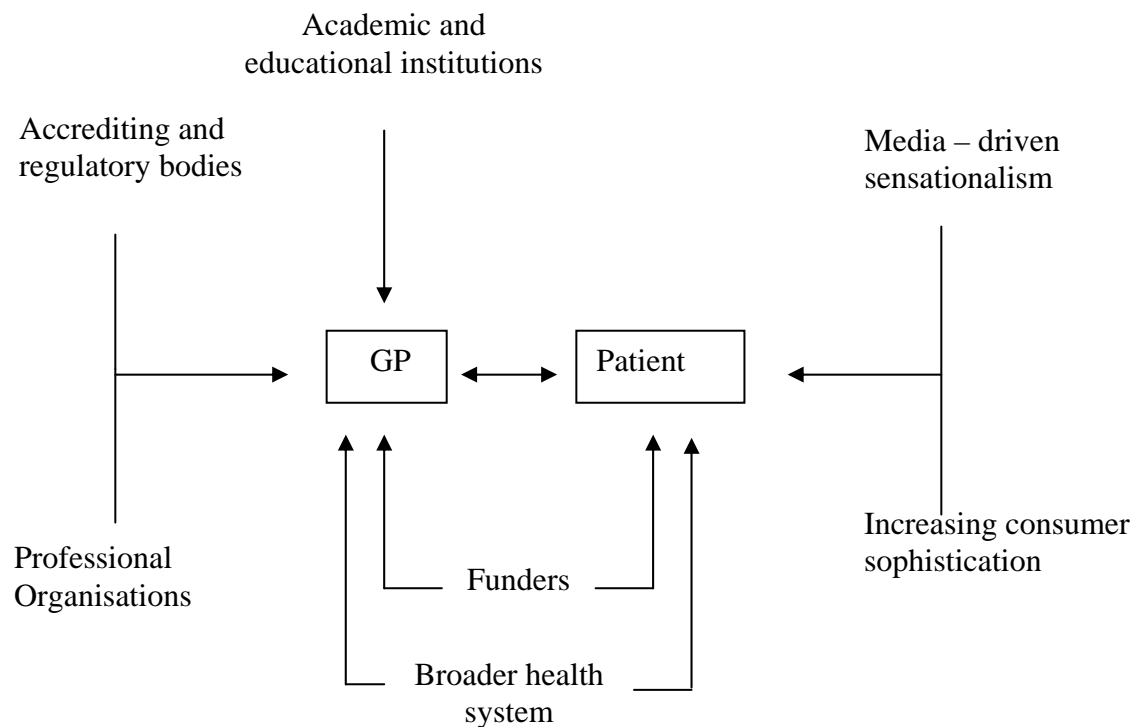 Academic and
educational institutions
Accrediting and
regulatory bodies
Media – driven
sensationalism
GP
Patient
Professional
Organisations
Funders
Increasing consumer
sophistication
Broader health
system